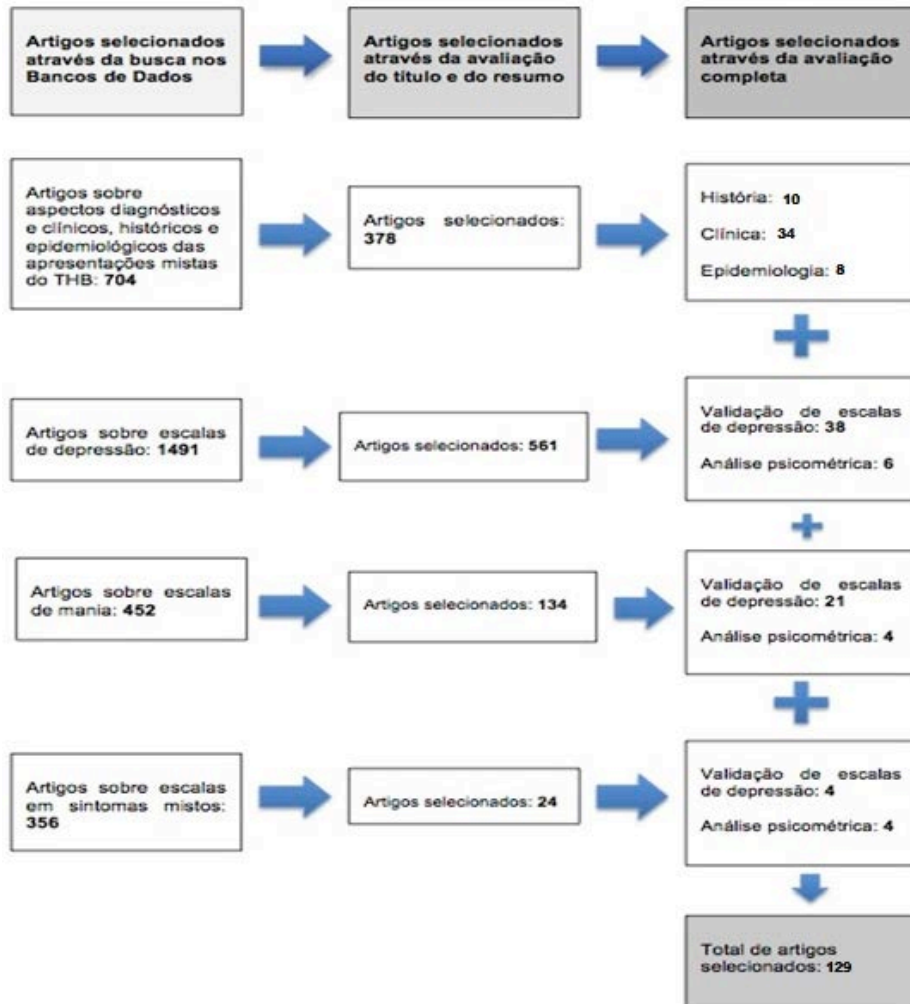 Artigos selecionados
através da busca nos
Bancos de Dados
Artigos selecionados
através da avaliação
do título e do resumo
Artigos selecionados
através da avaliação
completa
Artigos sobre
aspectos diagnósticos
e clínicos, históricos e
epidemiológicos das
apresentações mistas
do THB: 704
Artigos selecionados:
378
História: 10
Clínica: 34
Epidemiologia: 8
Artigos sobre escalas
de depressão: 1491
Artigos selecionados: 561
Validação de escalas
de depressão: 38
Análise psicométrica: 6
Artigos sobre escalas
de mania: 452
Artigos selecionados: 134
Validação de escalas
de depressão: 21
Análise psicométrica: 4
Artigos sobre escalas
em sintomas mistos:
356
Artigos selecionados: 24
Validação de escalas
de depressão: 4
Análise psicométrica: 4
Total de artigos
selecionados: 129